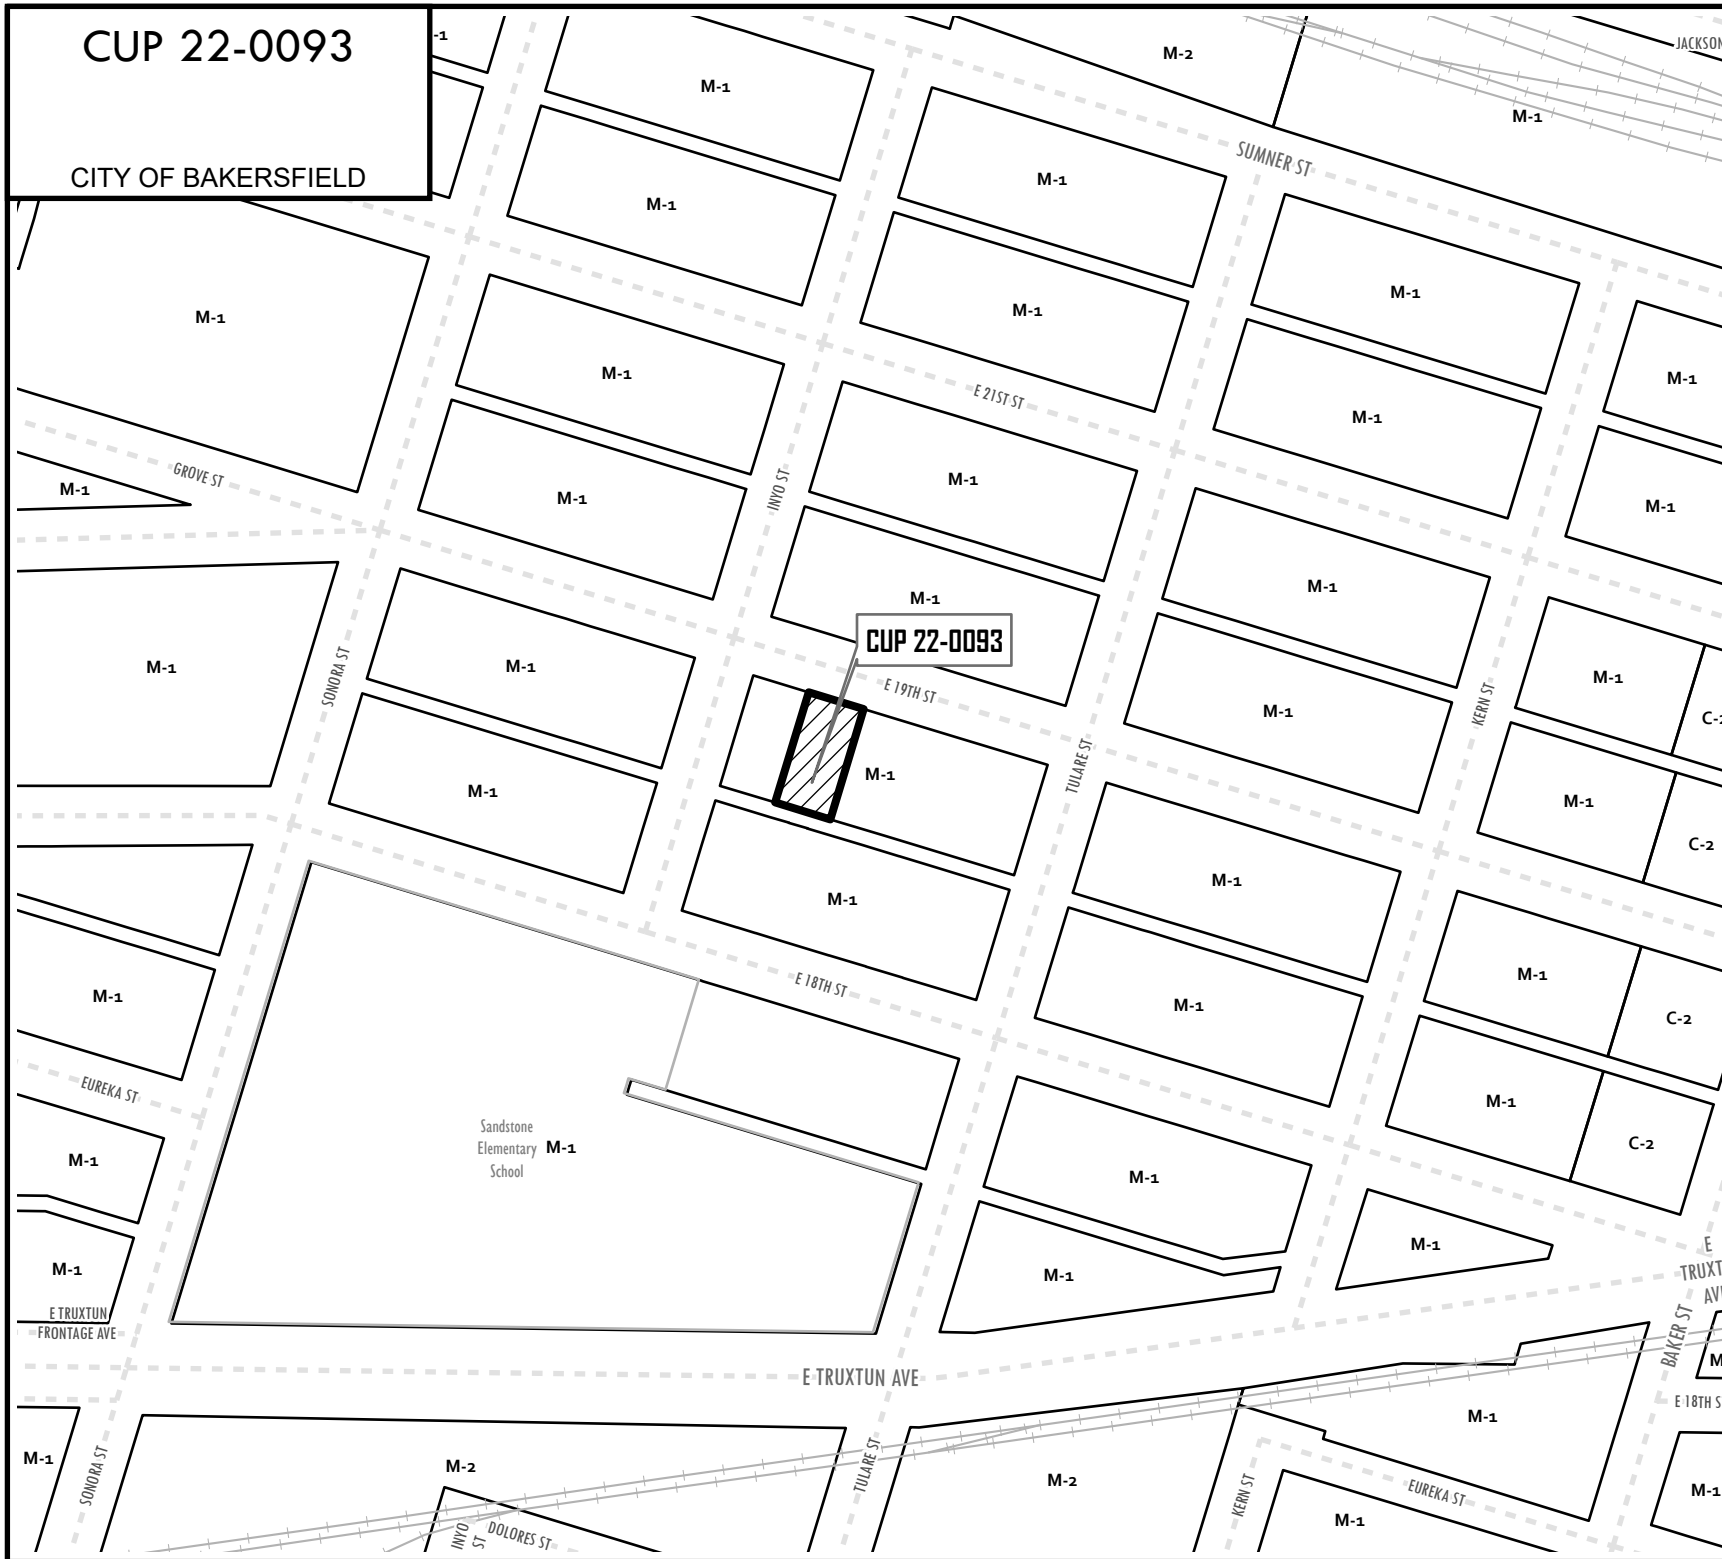 CUP 22-0093
CITY OF BAKERSFIELD
-1
M-1
M-2
JACKSON
M-1
SUMNER ST
M-1
M-1
M-1
M-1
M-1
M-1
M-1
M-1
M-1
E 21ST ST
GROVE ST
M-1
M-1
INYO ST
M-1
M-1
M-1
M-1
CUP 22-0093
M-1
SONORA ST
M-1
E 19TH ST
M-1
KERN ST
M-1
C-2
TULARE ST
M-1
M-1
M-1
C-2
M-1
M-1
E 18TH ST
M-1
M-1
M-1
C-2
EUREKA ST
Sandstone
Elementary
School
M-1
M-1
M-1
M-1
C-2
M-1
M-1
M-1
E TRUXTUN
FRONTAGE AVE
E
TRUXT
AV
BAKER ST
M
E TRUXTUN AVE
E 18TH S
M-1
SONORA ST
M-2
TULARE ST
M-2
M-1
KERN ST
EUREKA ST
M-1
M-1
INYO
ST
DOLORES ST